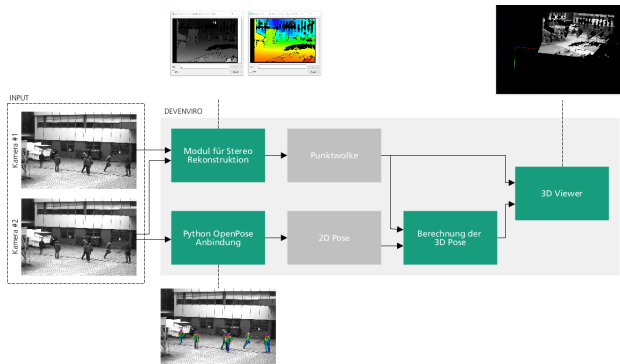 INPUT
Kamera #1
Kamera #2
DEVENVIRO
Modul für Stereo
Rekonstruktion
Punktwolke
Python OpenPose
Anbindung
2D Pose
Berechnung der
3D Pose
3D Viewer